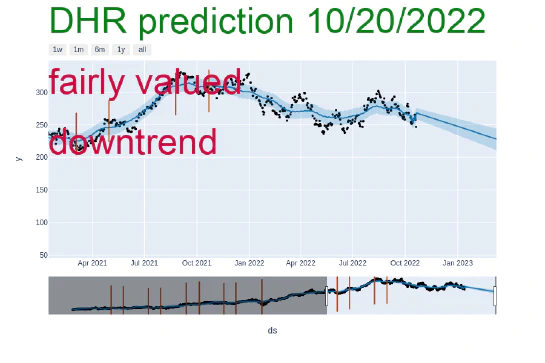 DHR prediction 10/20/2022
1w 1m 6m 1y all
fairly valued
300
250
downtrend
200
y
150
100
50
Apr 2021 Jul 2021 Oct 2021 Jan 2022 Apr 2022 Jul 2022 Oct 2022 Jan 2023
ds